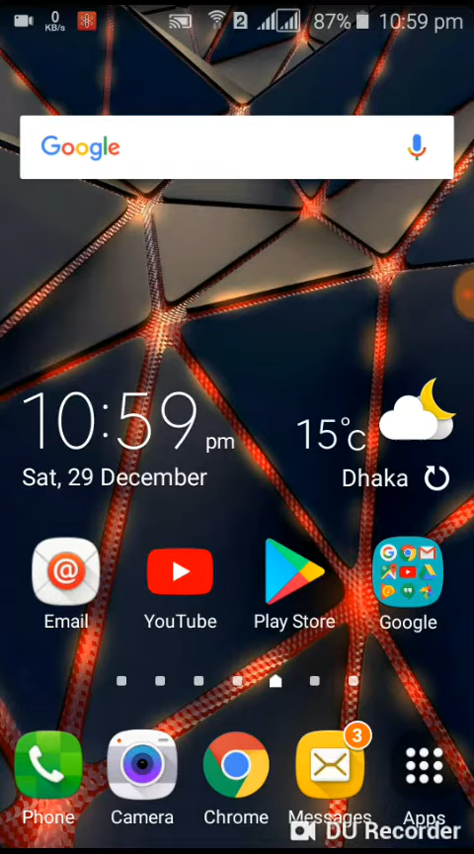 0
KB/s
2
87% 10:59 pm
Google
10:59 pm
15°c
Sat, 29 December
Dhaka
Email
YouTube
Play Store
Google
3
Phone
Camera
Chrome
Messages
Apps
DU Recorder